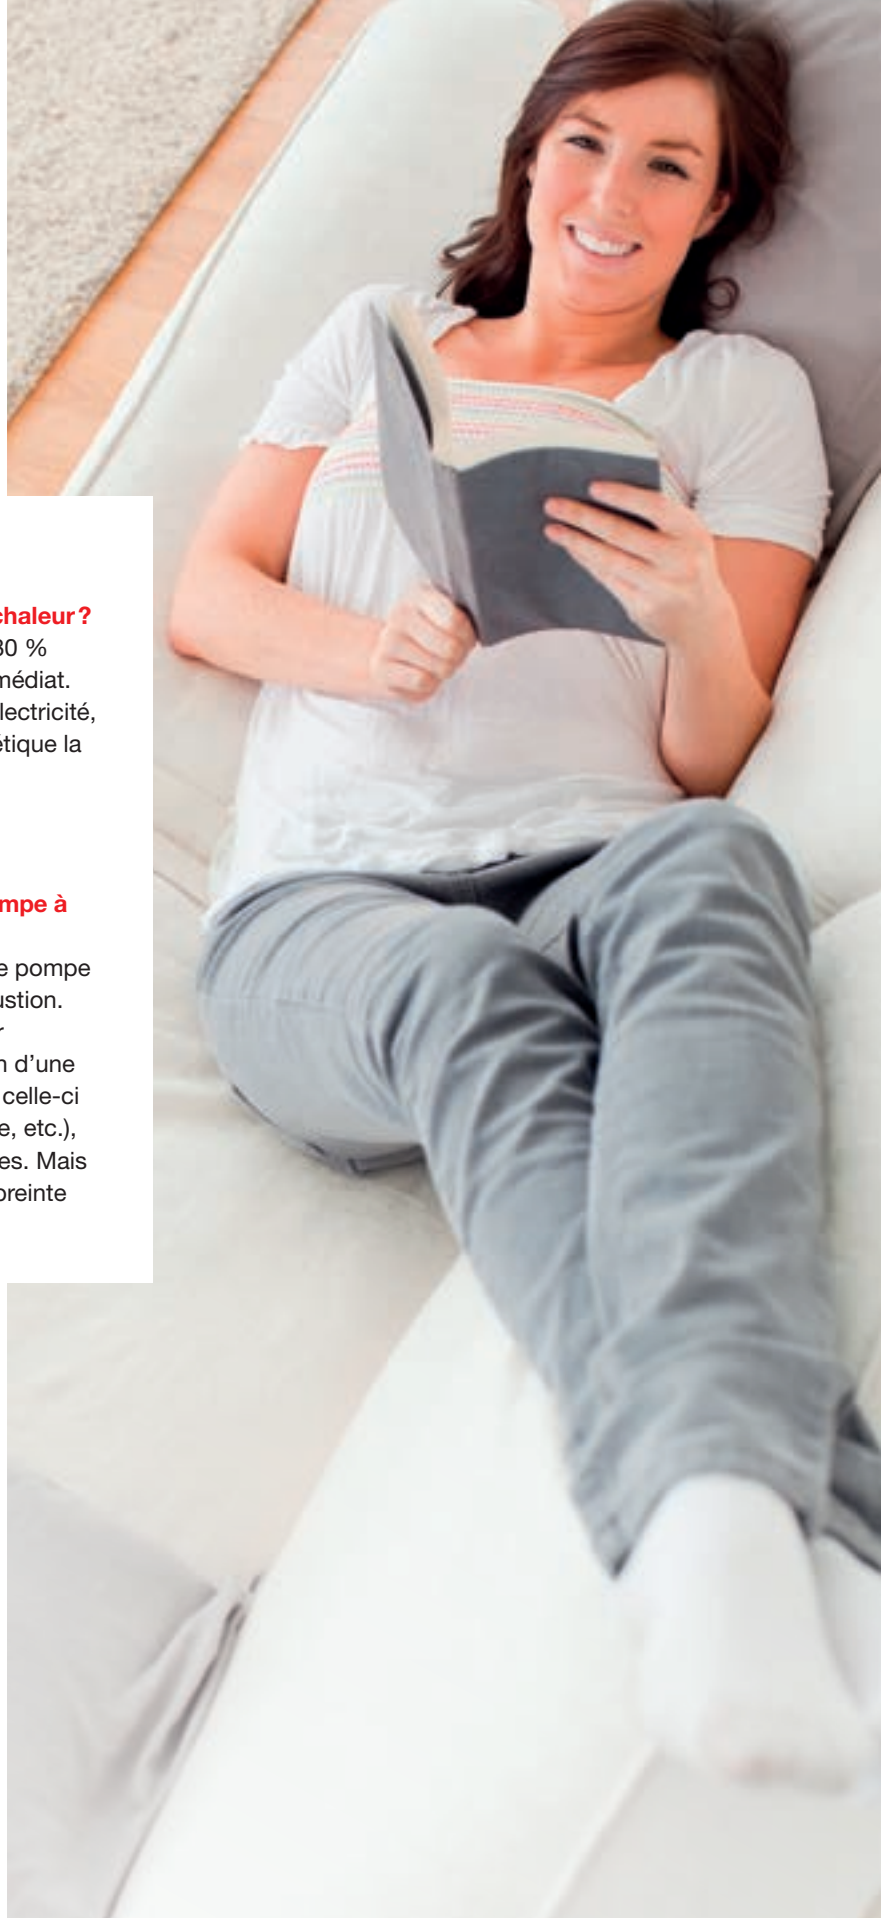 chaleur ?
30 %
médiat.
lectricité,
étique la
mpe à
e pompe
ustion.
r
n d’une
celle-ci
e, etc.),
es. Mais
preinte